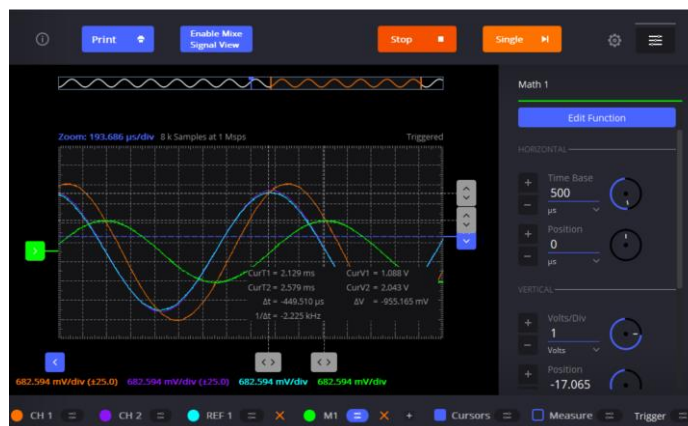 Print
Enable Mixe
Signal View
Stop
Single
Math 1
Edit Function
Zoom: 193.686 µs/div 8 k Samples at 1 Msps
Triggered
HORIZONTAL
Time Base
500
µs
Position
0
µs
CurT1 = 2.129 ms
CurV1 = 1.088 V
CurT2 = 2.579 ms
CurV2 = 2.043 V
Δt = -449.510 µs
ΔV = -955.165 mV
1/Δt = -2.225 kHz
VERTICAL
Volts/Div
1
Volts
Position
-17.065
682.594 mV/div (±25.0) 682.594 mV/div (±25.0) 682.594 mV/div 682.594 mV/div
CH 1 CH 2 REF 1 M1 + Cursors Measure Trigger